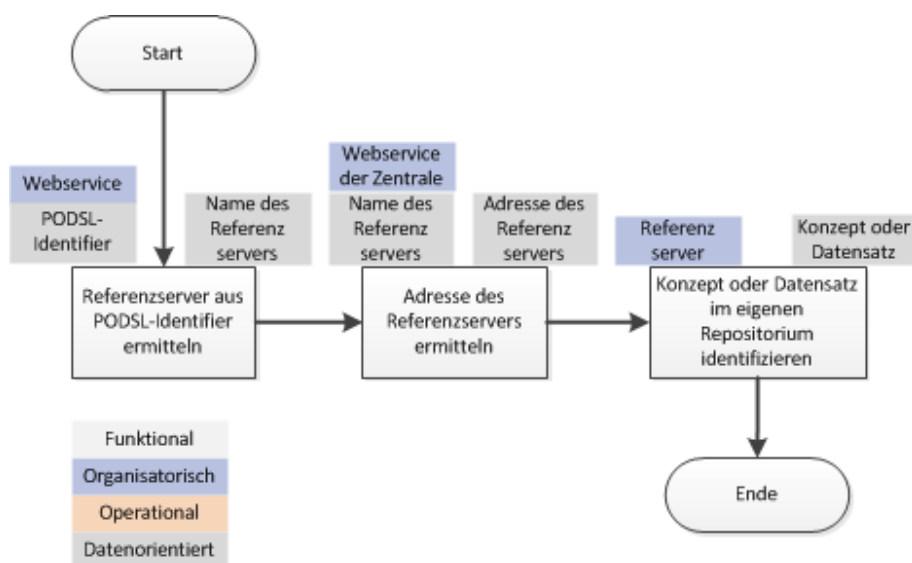 Start
Webservice
PODSL-
Identifier
Name des
Referenz
servers
Webservice
der Zentrale
Name des
Referenz
servers
Adresse des
Referenz
servers
Referenz
server
Konzept oder
Datensatz
Referenzserver aus
PODSL-Identifier
ermitteln
Adresse des
Referenzservers
ermitteln
Konzept oder Datensatz
im eigenen
Repositorium
identifizieren
Funktional
Organisatorisch
Operational
Datenorientiert
Ende